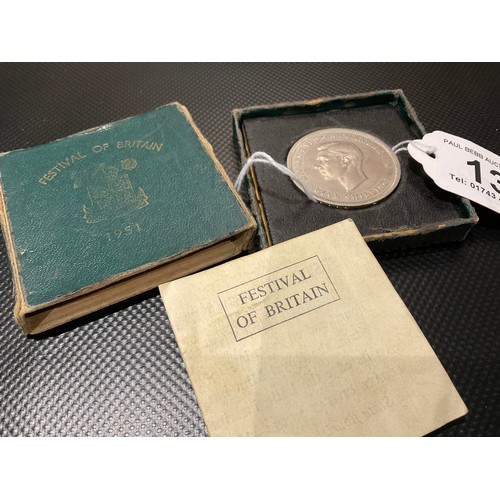 FESTIVAL OF BRITAIN
1951
PAUL BEBB AUC
13
Tel: 01743
FESTIVAL
OF BRITAIN